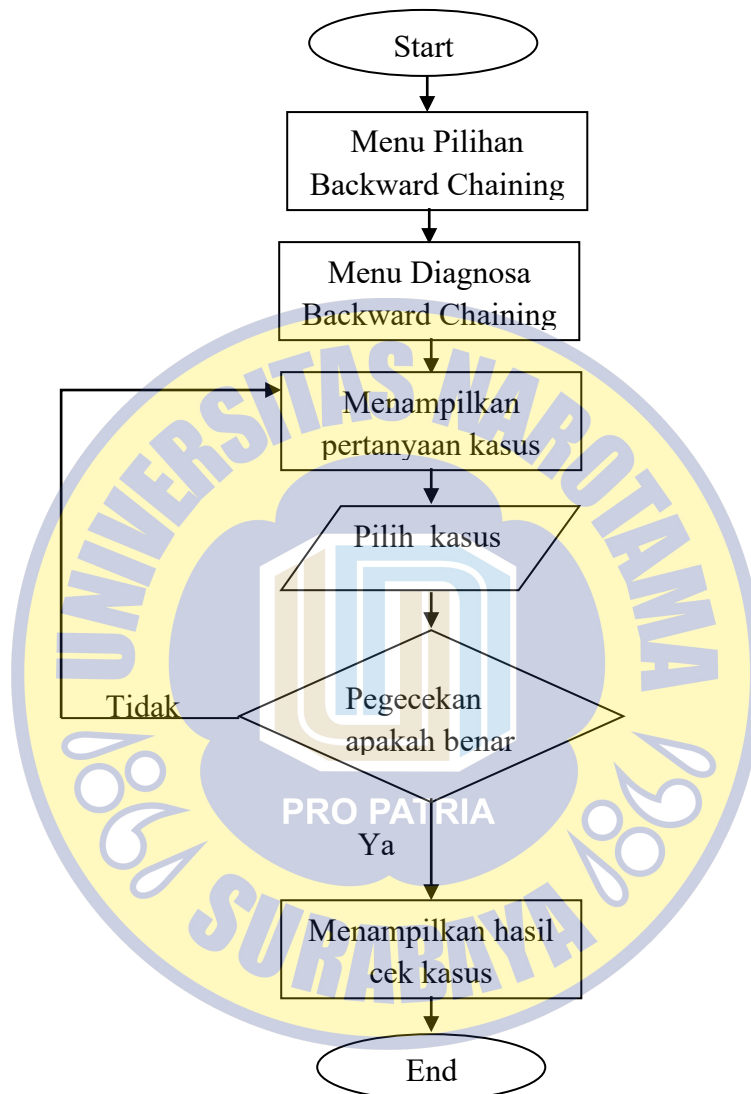 Start
Menu Pilihan
Backward Chaining
Menu Diagnosa
Backward Chaining
UNIVERSITAS NAROTAMA
Menampilkan
pertanyaan kasus
Pilih kasus
Tidak
Pegecekan
apakah benar
PRO PATRIA
Ya
Menampilkan hasil
cek kasus
SURABAYA
End